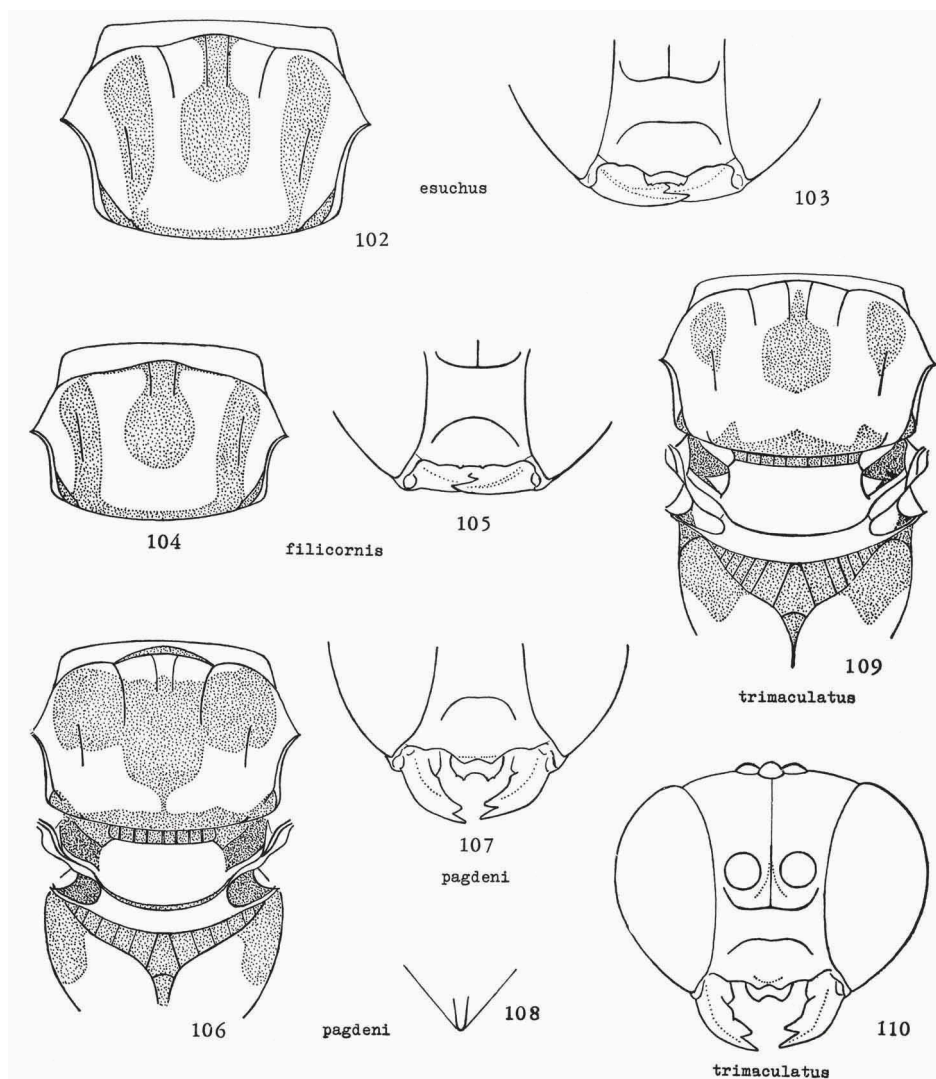 102
esuchus
103
104
filicornis
105
109
trimaculatus
106
107
pagdeni
pagdeni
108
110
trimaculatus